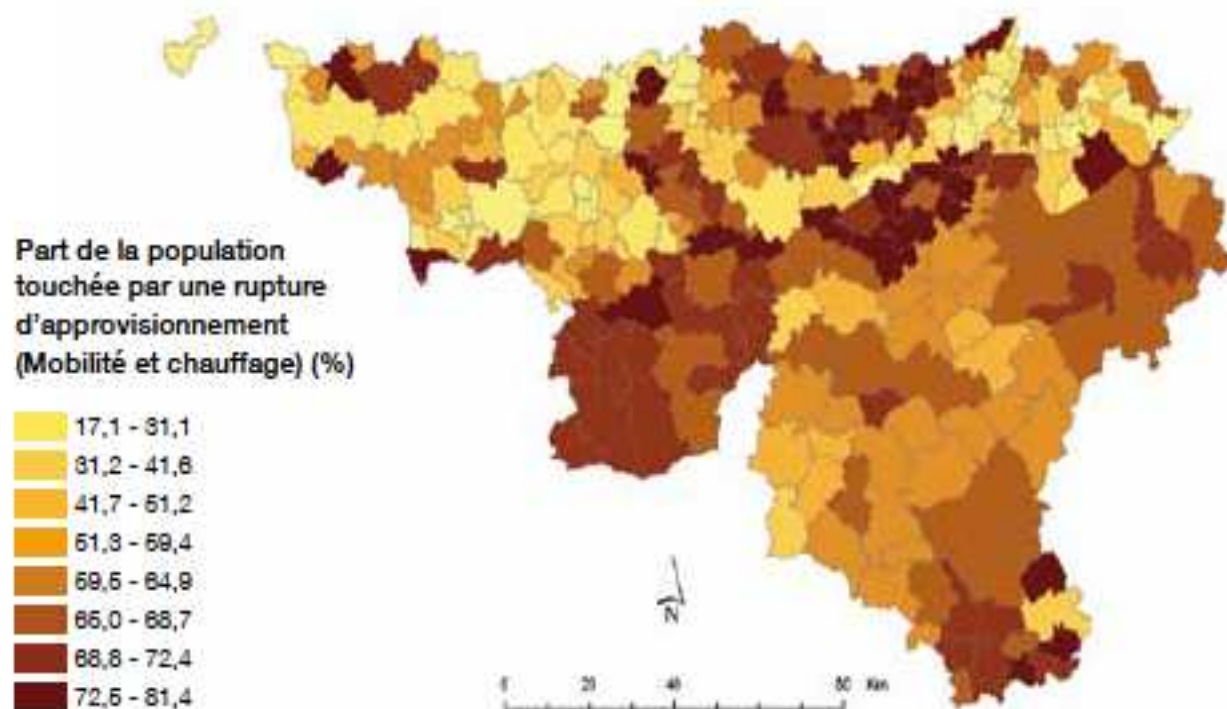 Part de la population
touchée par une rupture
d'approvisionnement
(Mobilité et chauffage) (%)
17,1 - 31,1
31,2 - 41,6
41,7 - 51,2
51,3 - 59,4
59,5 - 64,9
65,0 - 68,7
68,8 - 72,4
72,5 - 81,4
0 20 40 80 Km